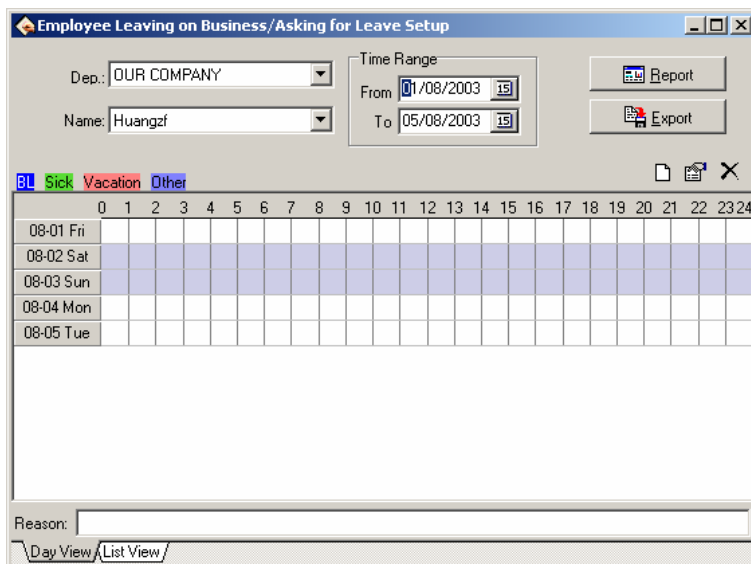 Employee Leaving on Business/Asking for Leave Setup
Dep.: OUR COMPANY
Name: Huangzf
Time Range
From 01/08/2003 15
To 05/08/2003 15
Report
Export
BL Sick Vacation Other
0 1 2 3 4 5 6 7 8 9 10 11 12 13 14 15 16 17 18 19 20 21 22 23 24
08-01 Fri
08-02 Sat
08-03 Sun
08-04 Mon
08-05 Tue
Reason:
Day View List View